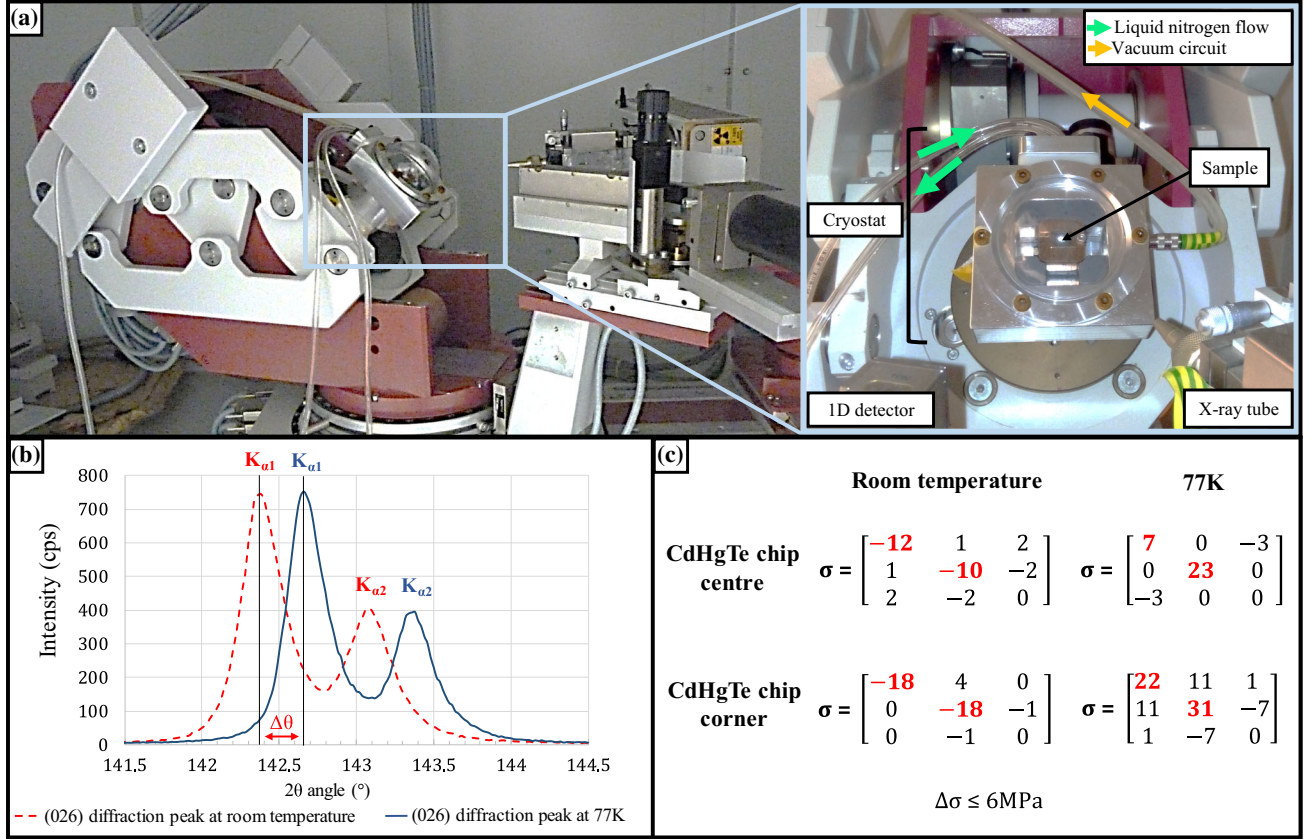 (a)
Liquid nitrogen flow
Vacuum circuit
Sample
Cryostat
1D detector
X-ray tube
(b)
Kα1 Kα1
Kα2 Kα2
Δθ
Intensity (cps)
800
700
600
500
400
300
200
100
0
141.5 142 142.5 143 143.5 144 144.5
2θ angle (°)
(026) diffraction peak at room temperature (026) diffraction peak at 77K
(c)
Room temperature 77K
CdHgTe chip centre
σ = [−12 1 2
1 −10 −2
2 −2 0]
σ = [7 0 −3
0 23 0
−3 0 0]
CdHgTe chip corner
σ = [−18 4 0
0 −18 −1
0 −1 0]
σ = [22 11 1
11 31 −7
1 −7 0]
Δσ ≤ 6MPa